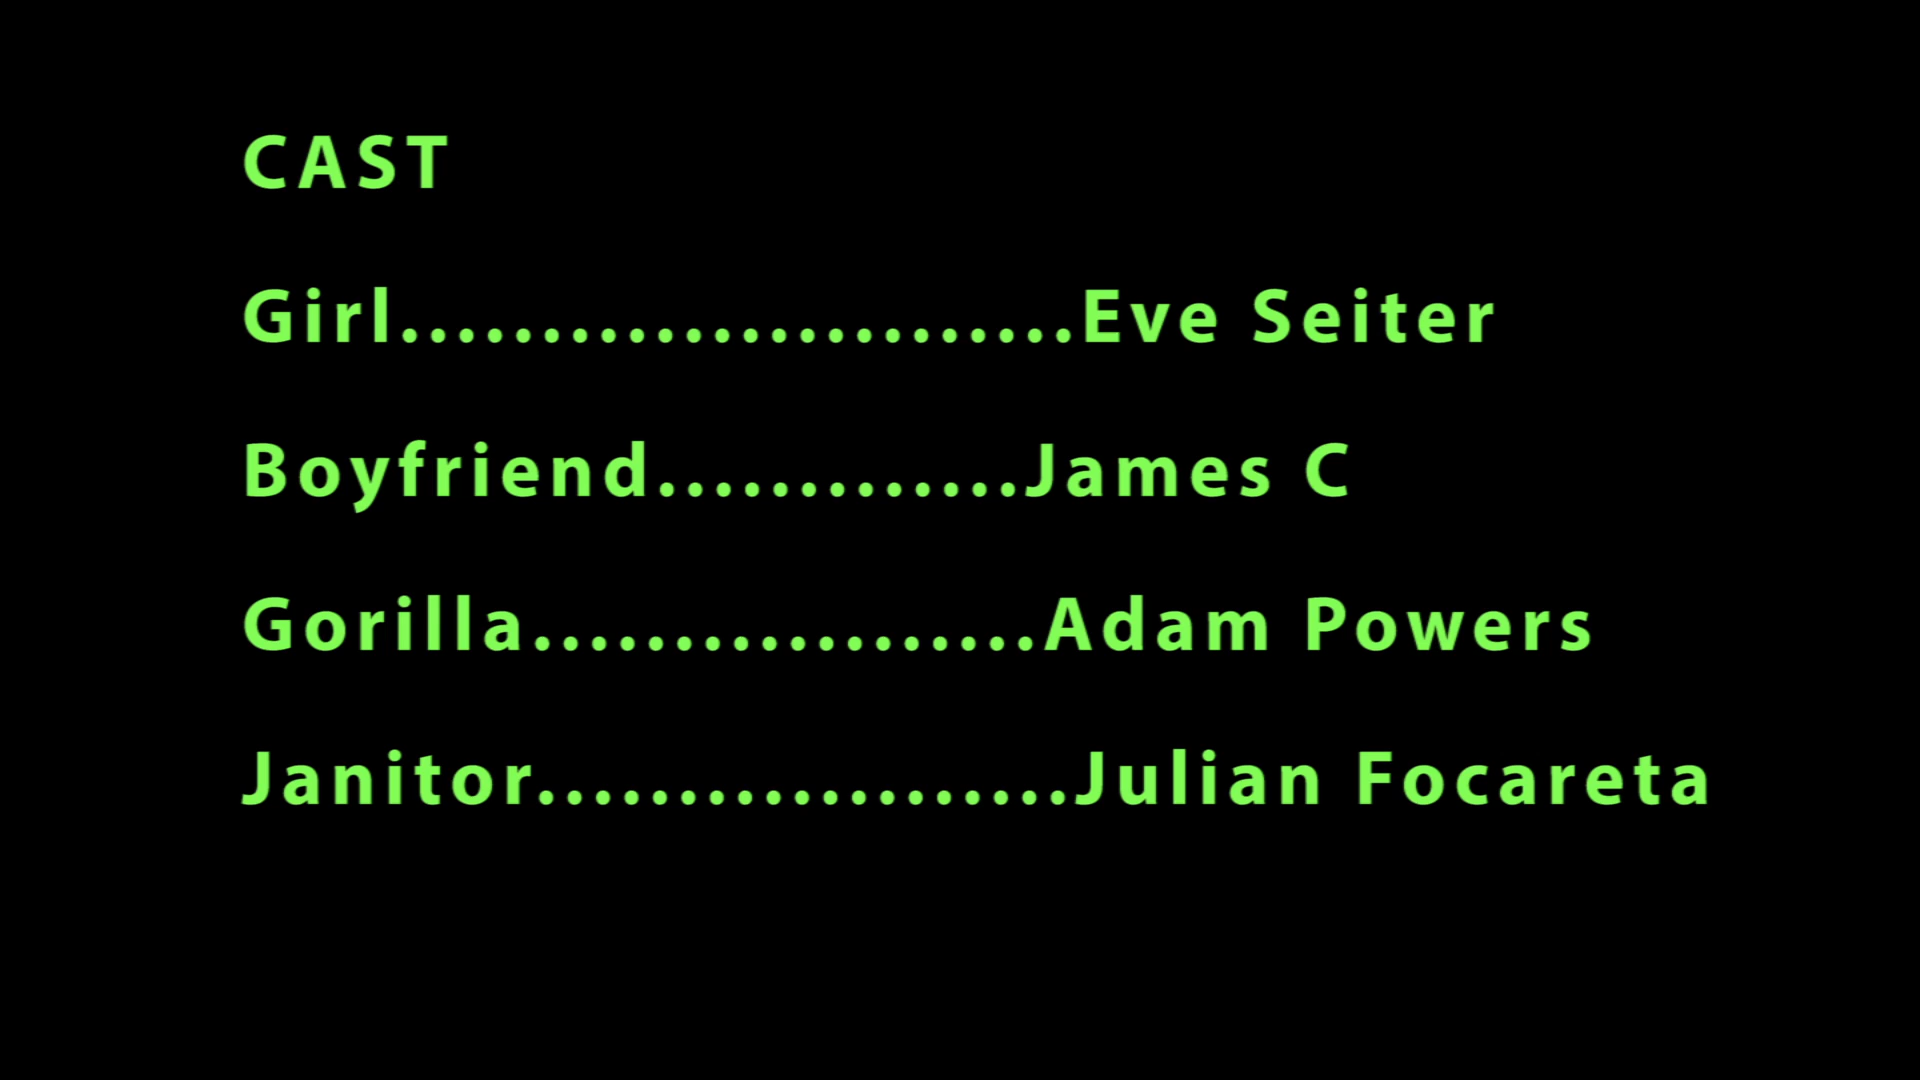 CAST
Girl........................Eve Seiter
Boyfriend.............James C
Gorilla..................Adam Powers
Janitor...................Julian Focareta